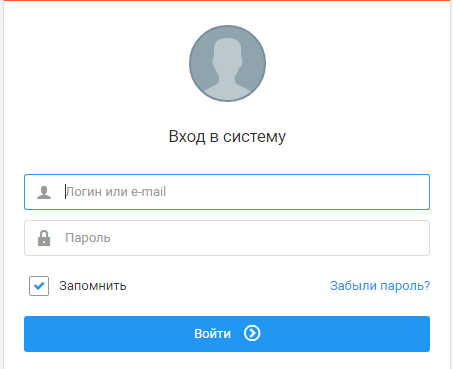 Вход в систему
Логин или e-mail
Пароль
Запомнить Забыли пароль?
Войти